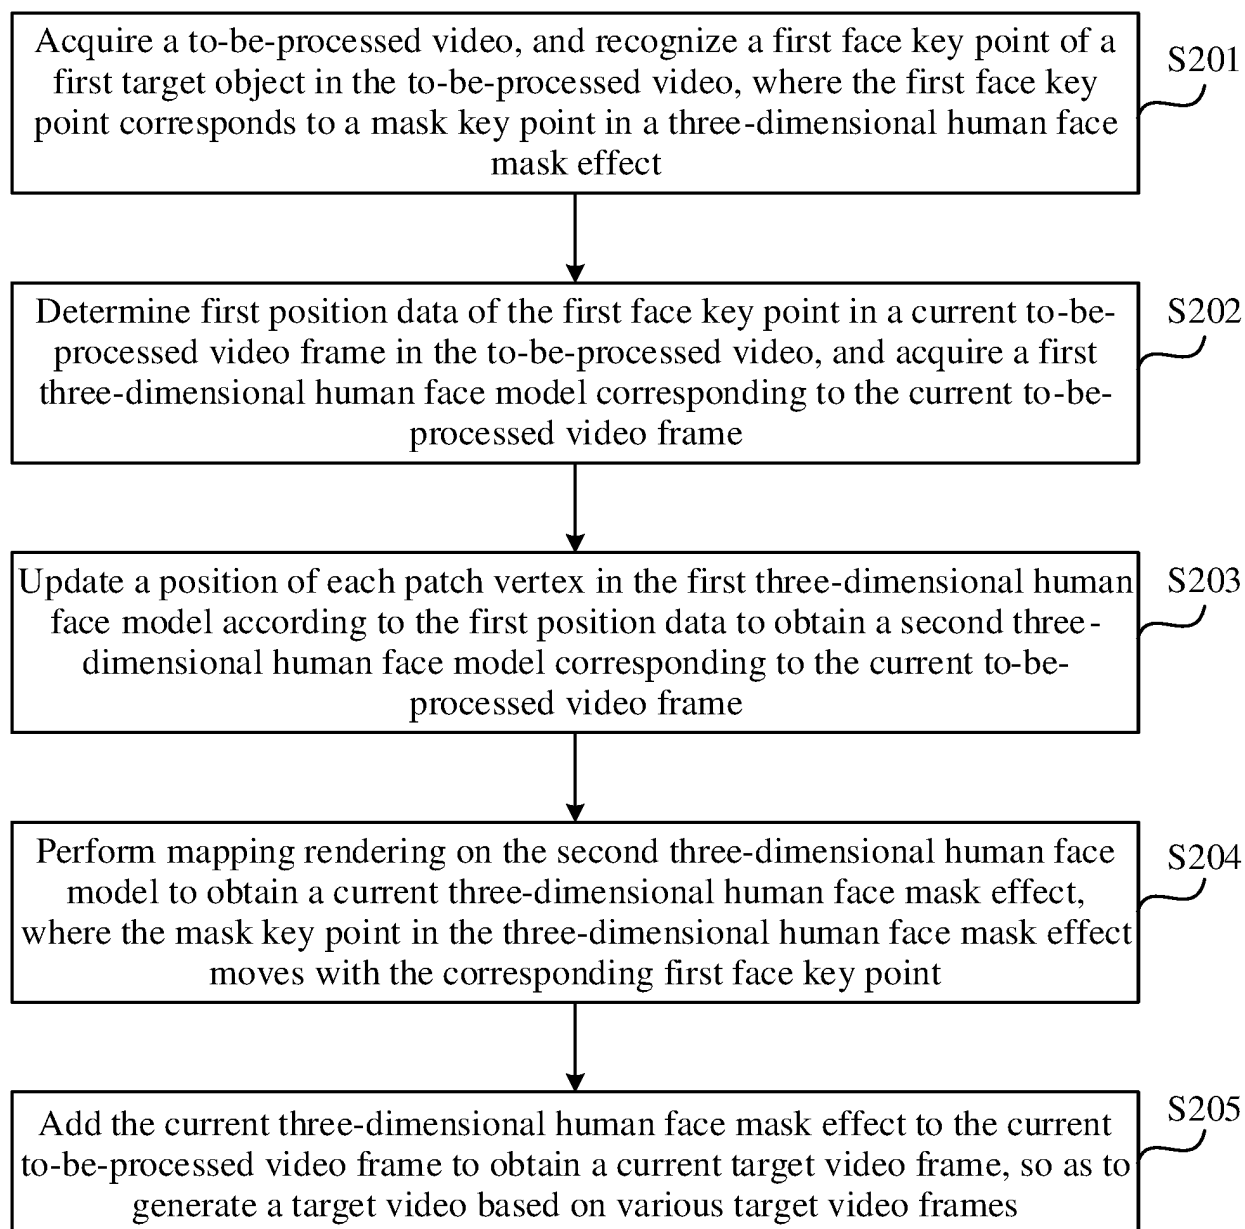 Acquire a to-be-processed video, and recognize a first face key point of a
first target object in the to-be-processed video, where the first face key
point corresponds to a mask key point in a three-dimensional human face
mask effect
S201
Determine first position data of the first face key point in a current to-be-
processed video frame in the to-be-processed video, and acquire a first
three-dimensional human face model corresponding to the current to-be-
processed video frame
S202
Update a position of each patch vertex in the first three-dimensional human
face model according to the first position data to obtain a second three-
dimensional human face model corresponding to the current to-be-
processed video frame
S203
Perform mapping rendering on the second three-dimensional human face
model to obtain a current three-dimensional human face mask effect,
where the mask key point in the three-dimensional human face mask effect
moves with the corresponding first face key point
S204
Add the current three-dimensional human face mask effect to the current
to-be-processed video frame to obtain a current target video frame, so as to
generate a target video based on various target video frames
S205